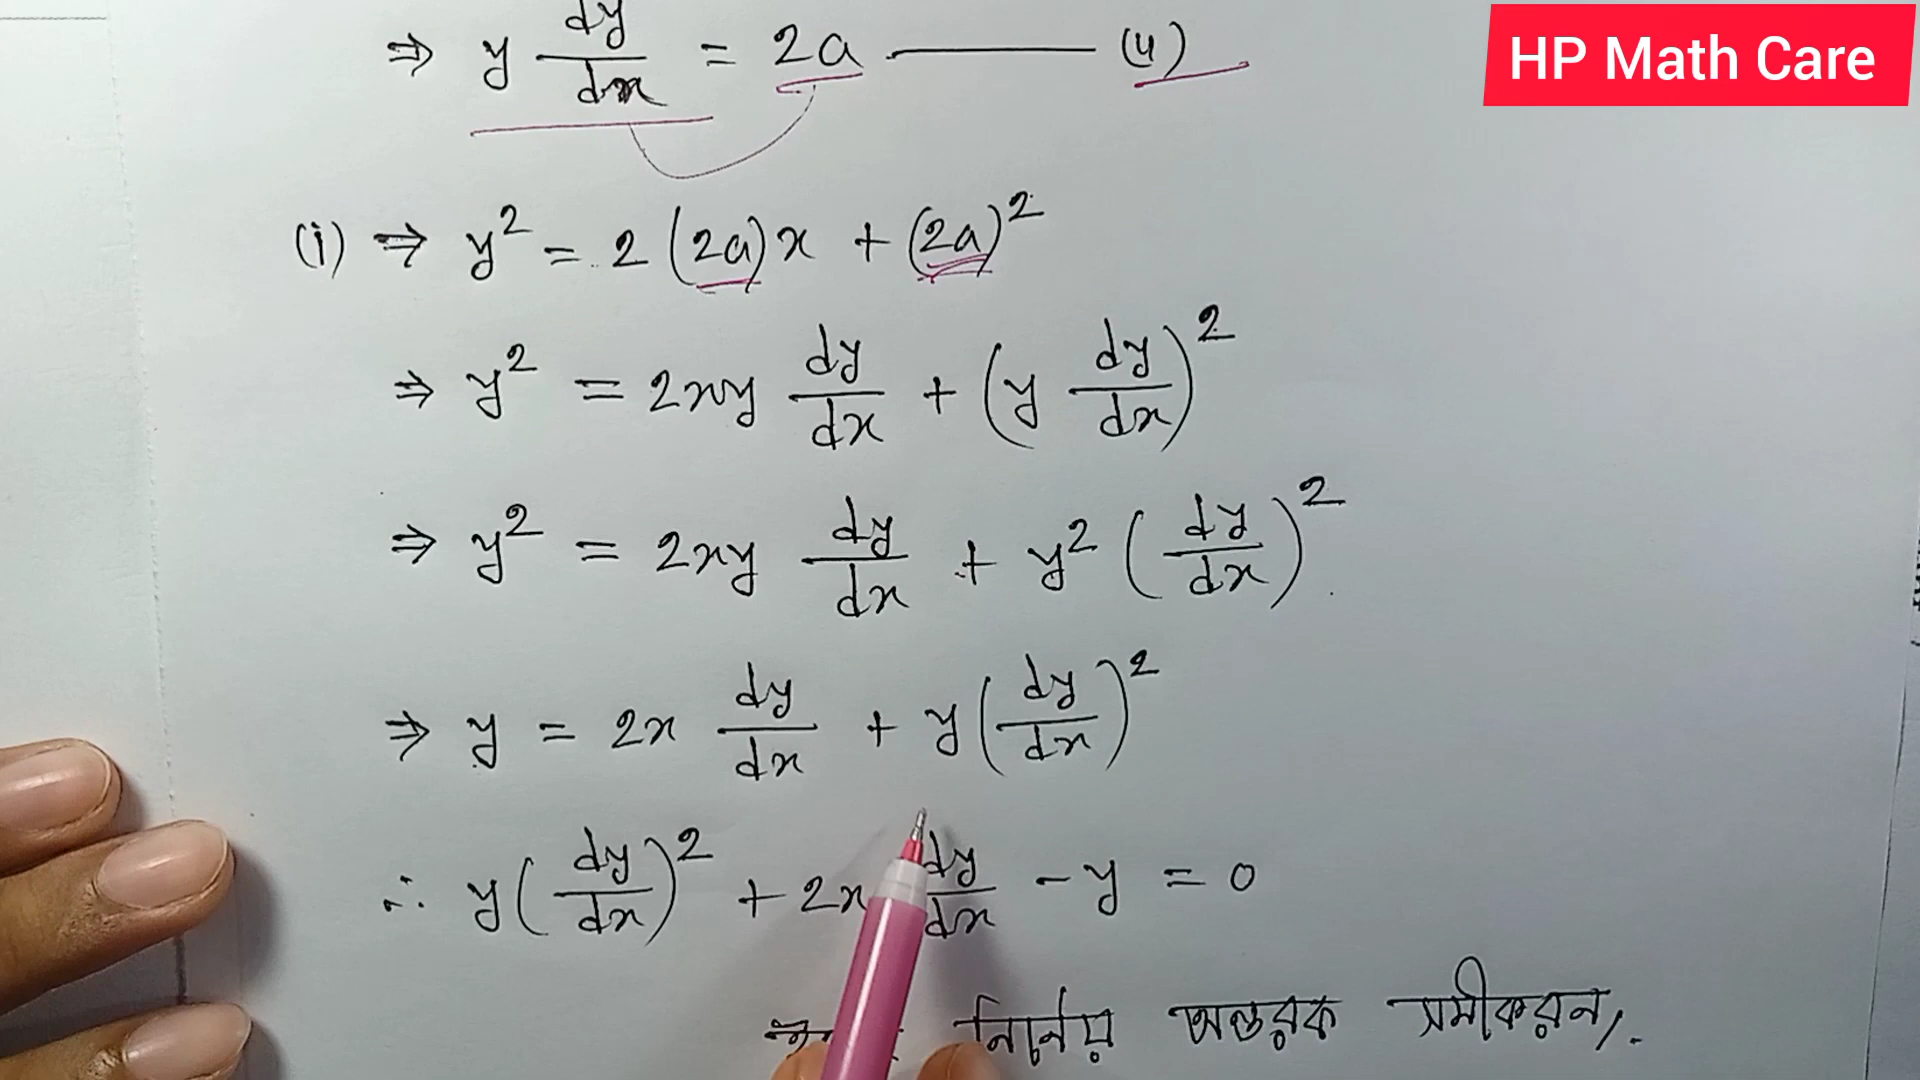 HP Math Care
⇒ y dy/dx = 2a ——— (ii)
(i) ⇒ y² = 2(2a)x + (2a)²
⇒ y² = 2xy dy/dx + (y dy/dx)²
⇒ y² = 2xy dy/dx + y² (dy/dx)²
⇒ y = 2x dy/dx + y(dy/dx)²
∴ y(dy/dx)² + 2x dy/dx - y = 0
নির্নেয় অন্তরক সমীকরন।